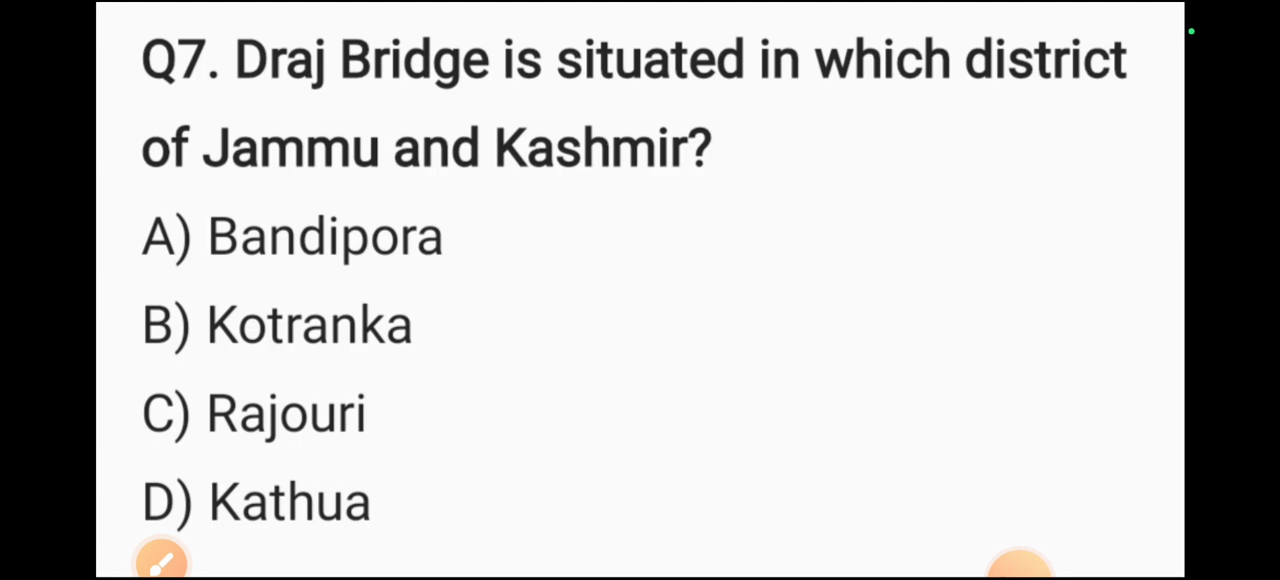 Q7. Draj Bridge is situated in which district
of Jammu and Kashmir?
A) Bandipora
B) Kotranka
C) Rajouri
D) Kathua